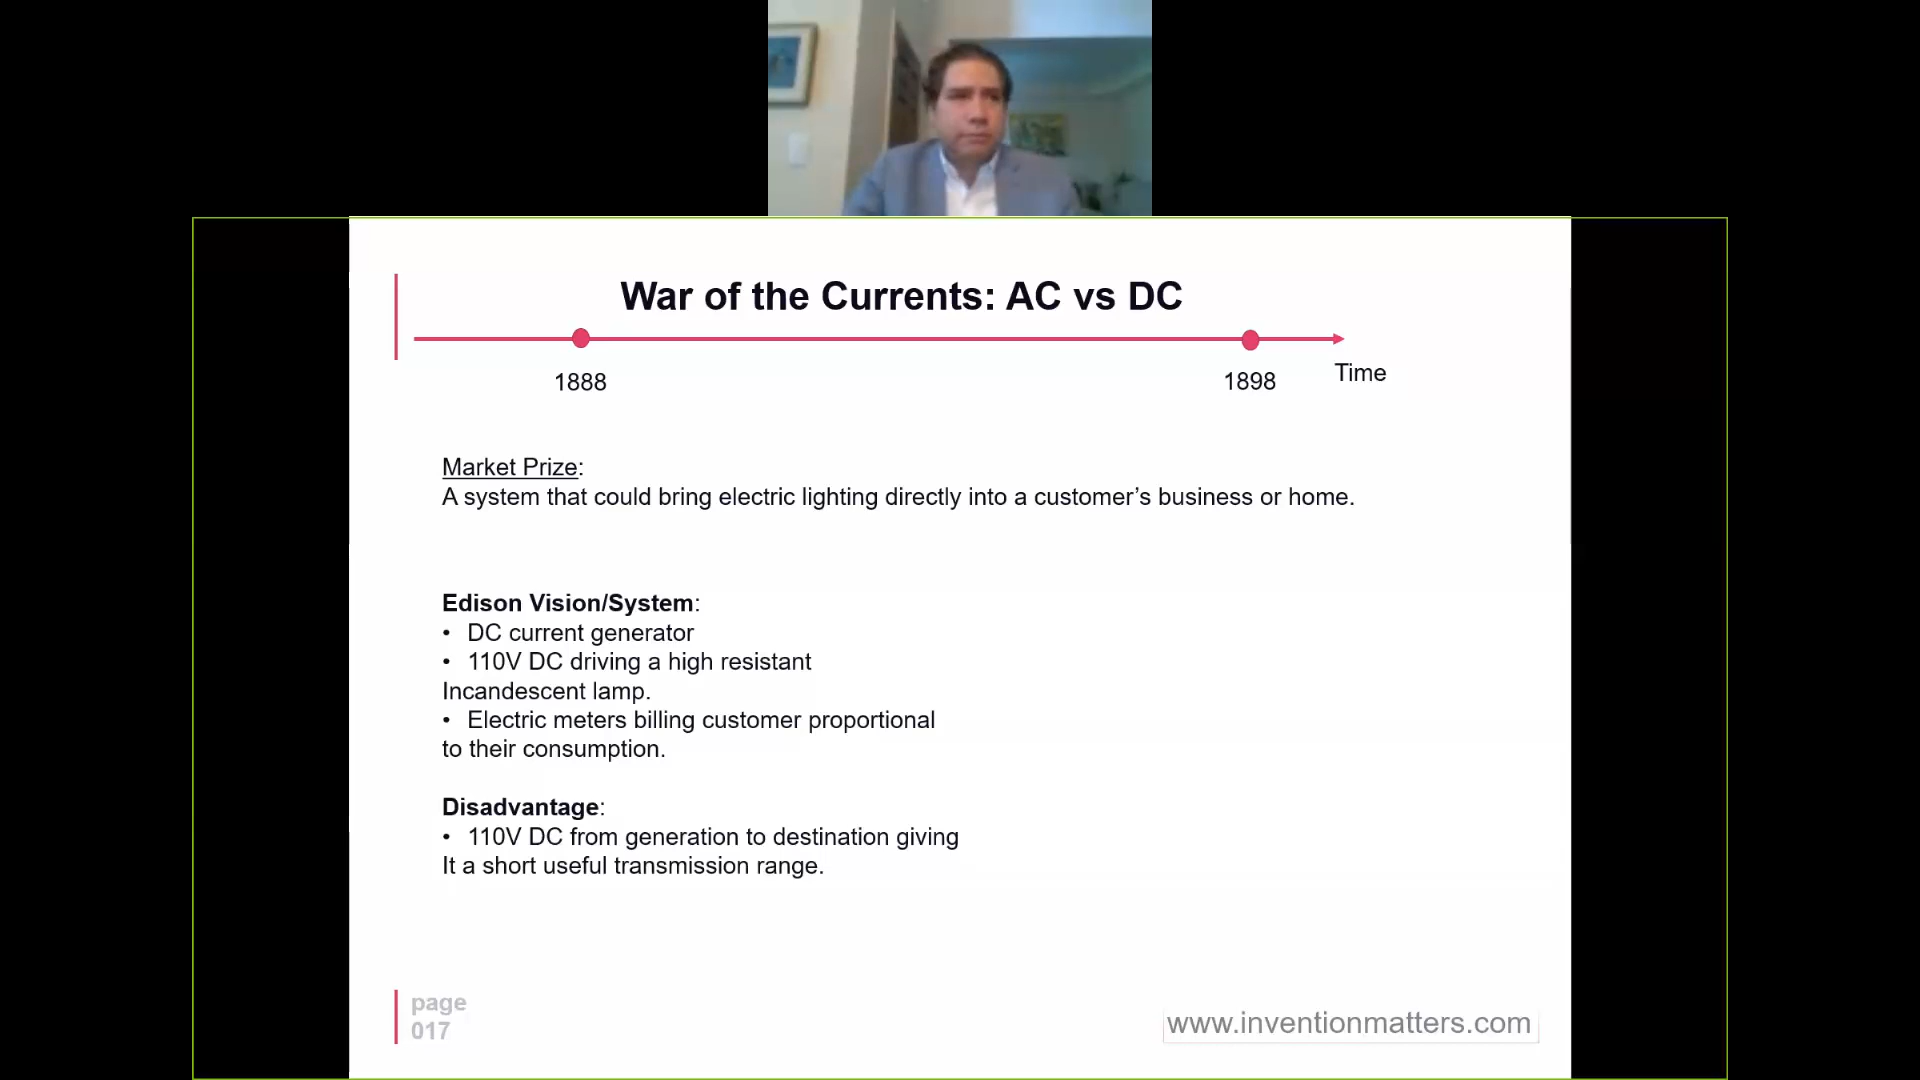 War of the Currents: AC vs DC
1888
1898
Time
Market Prize:
A system that could bring electric lighting directly into a customer’s business or home.
Edison Vision/System:
• DC current generator
• 110V DC driving a high resistant
Incandescent lamp.
• Electric meters billing customer proportional
to their consumption.
Disadvantage:
• 110V DC from generation to destination giving
It a short useful transmission range.
page
017
www.inventionmatters.com